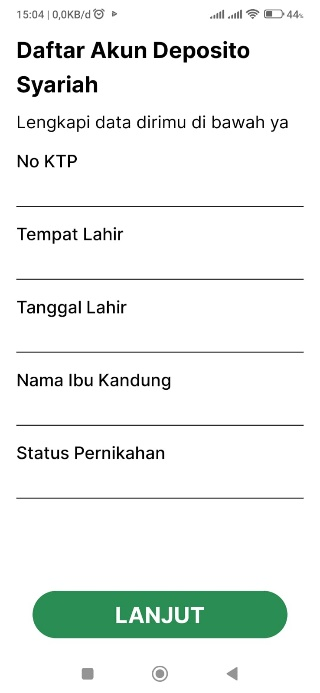 15:04 | 0,0KB/d
44%
Daftar Akun Deposito
Syariah
Lengkapi data dirimu di bawah ya
No KTP
Tempat Lahir
Tanggal Lahir
Nama Ibu Kandung
Status Pernikahan
LANJUT